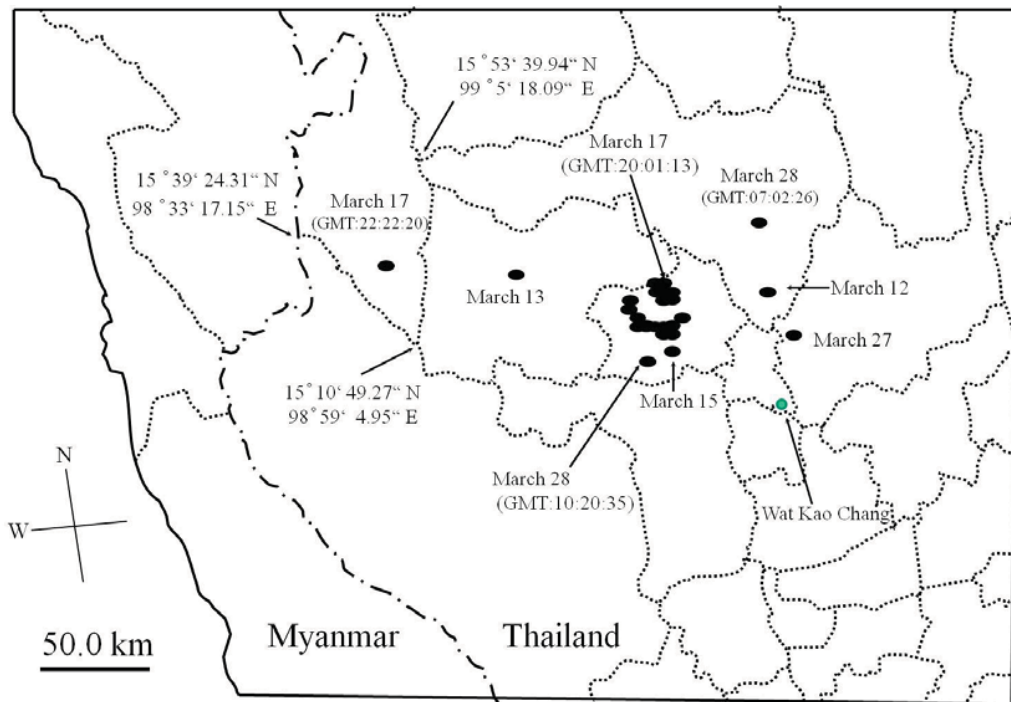 15 ° 53‘ 39.94“ N
99 ° 5‘ 18.09“ E
March 17
(GMT:20:01:13)
March 28
(GMT:07:02:26)
15 ° 39‘ 24.31“ N
98 ° 33‘ 17.15“ E
March 17
(GMT:22:22:20)
March 13
March 12
March 27
15° 10‘ 49.27“ N
98° 59‘ 4.95“ E
March 15
March 28
(GMT:10:20:35)
Wat Kao Chang
N
W
50.0 km
Myanmar
Thailand